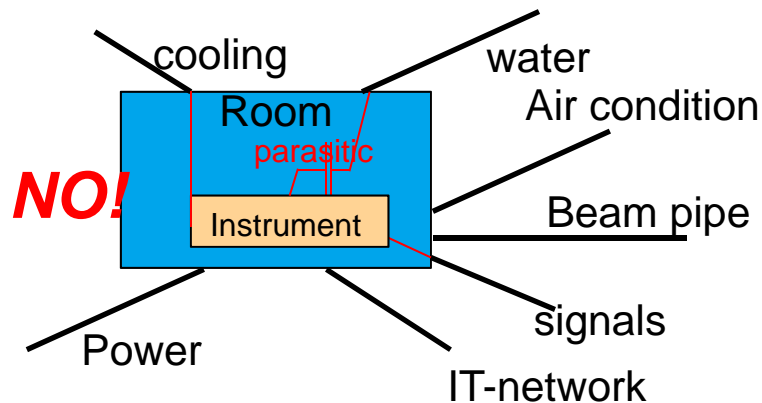 cooling
water
Room
Air condition
parasitic
NO!
Instrument
Beam pipe
signals
Power
IT-network